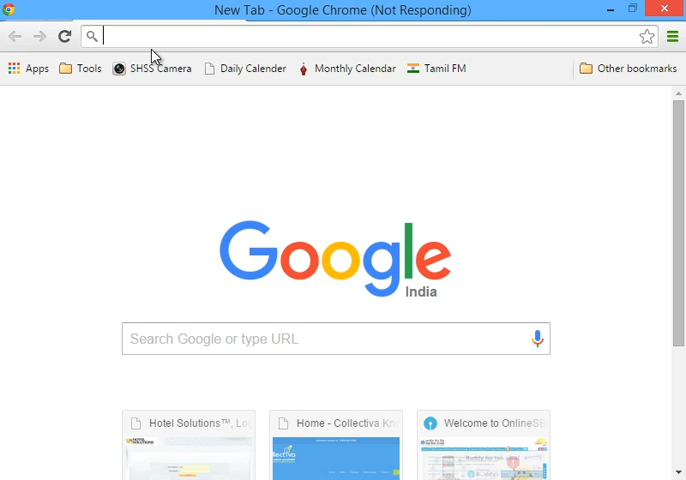 New Tab - Google Chrome (Not Responding)
Apps Tools SHSS Camera Daily Calender Monthly Calendar Tamil FM Other bookmarks
Google
India
Search Google or type URL
Hotel Solutions™, Lo Home - Collectiva Kn Welcome to OnlineSB